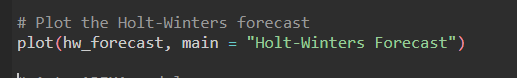 # Plot the Holt-Winters forecast
plot(hw_forecast, main = "Holt-Winters Forecast")